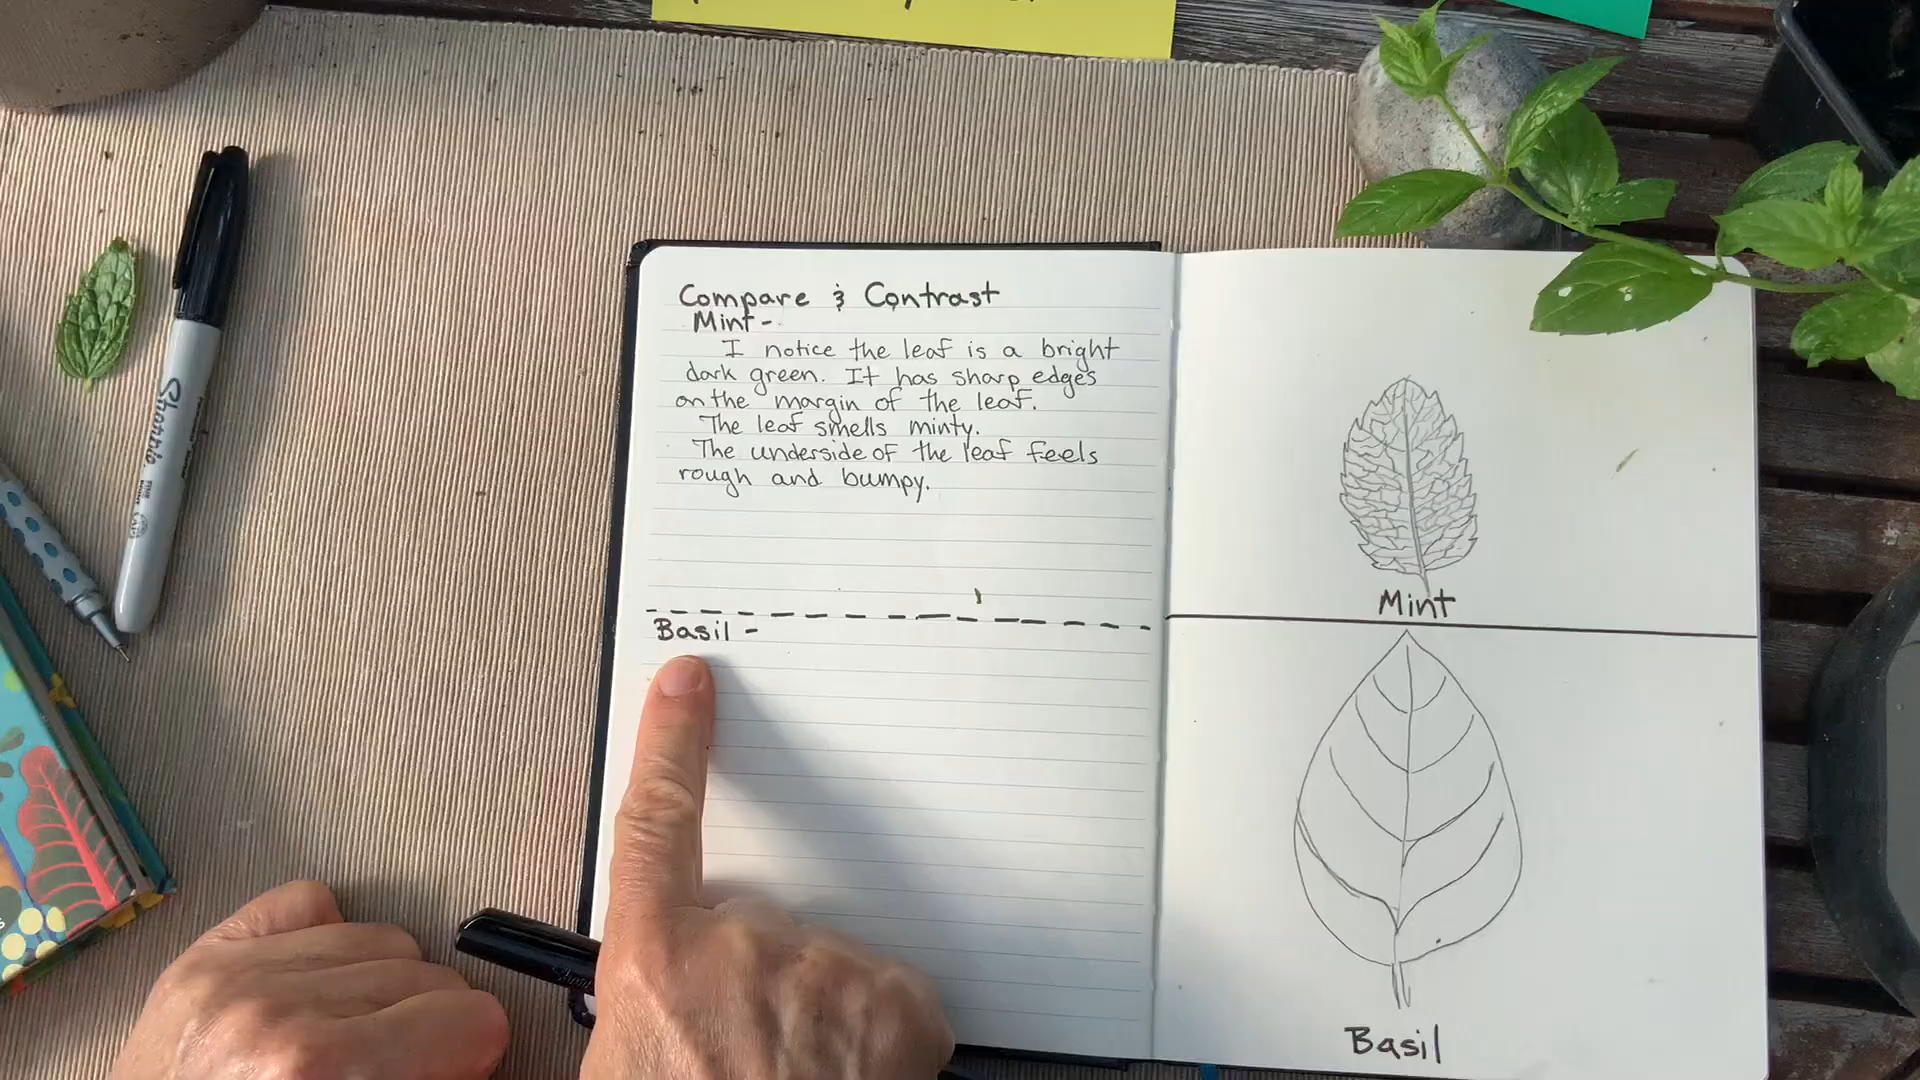 Compare & Contrast
Mint -
I notice the leaf is a bright
dark green. It has sharp edges
on the margin of the leaf.
The leaf smells minty.
The underside of the leaf feels
rough and bumpy.
Basil -
Mint
Basil
Sharpie